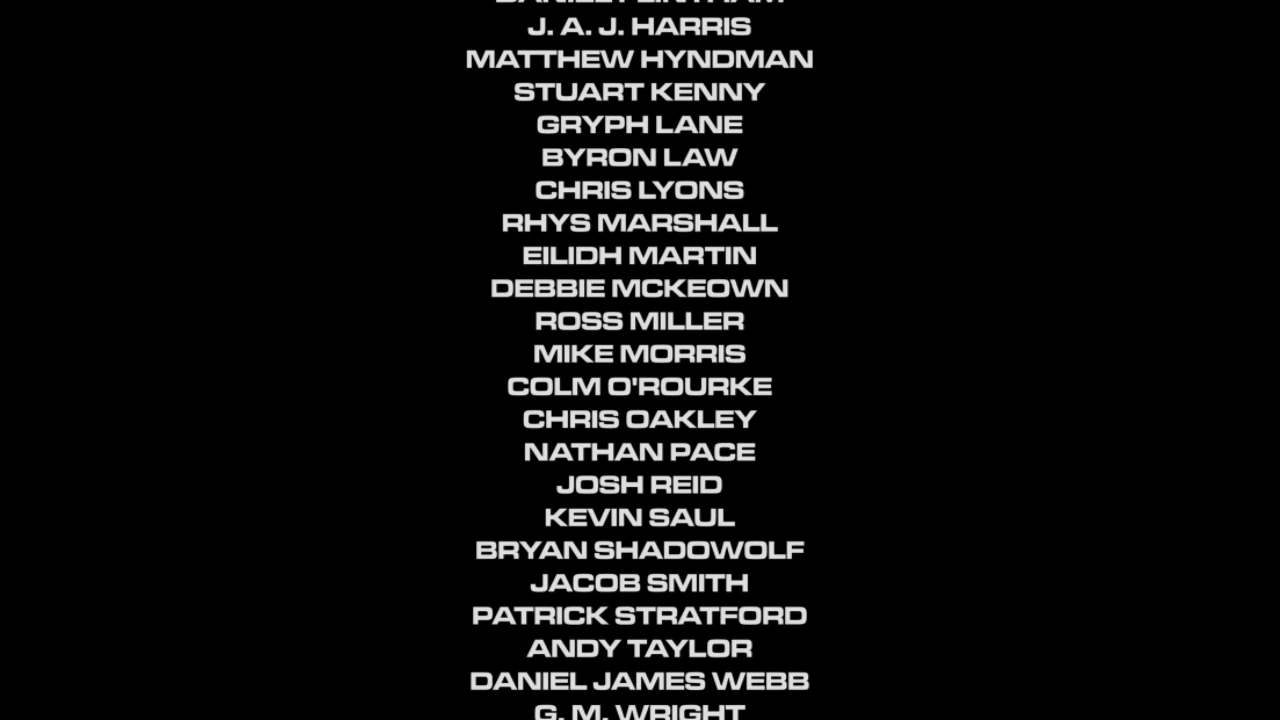 J. A. J. HARRIS
MATTHEW HYNDMAN
STUART KENNY
GRYPH LANE
BYRON LAW
CHRIS LYONS
RHYS MARSHALL
EILIDH MARTIN
DEBBIE MCKEOWN
ROSS MILLER
MIKE MORRIS
COLM O'ROURKE
CHRIS OAKLEY
NATHAN PACE
JOSH REID
KEVIN SAUL
BRYAN SHADOWOLF
JACOB SMITH
PATRICK STRATFORD
ANDY TAYLOR
DANIEL JAMES WEBB
G. M. WRIGHT